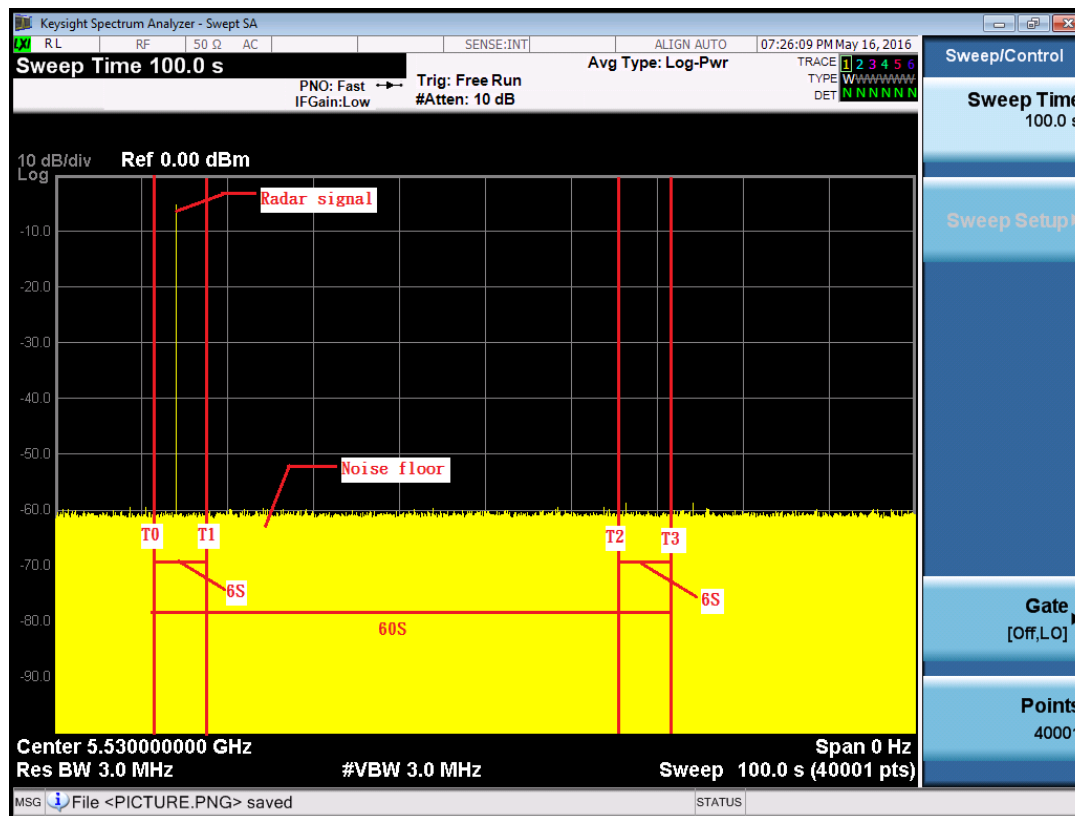 Keysight Spectrum Analyzer - Swept SA
LXI RL RF 50 Ω AC SENSE:INT ALIGN AUTO 07:26:09 PM May 16, 2016
Sweep Time 100.0 s
PNO: Fast
IFGain:Low
Trig: Free Run
#Atten: 10 dB
Avg Type: Log-Pwr
TRACE 1 2 3 4 5 6
TYPE WWWWWW
DET N N N N N N
10 dB/div
Log
Ref 0.00 dBm
Radar signal
-10.0
-20.0
-30.0
-40.0
-50.0
Noise floor
-60.0
T0 T1 T2 T3
-70.0
6S 6S
-80.0
60S
-90.0
Center 5.530000000 GHz Span 0 Hz
Res BW 3.0 MHz #VBW 3.0 MHz Sweep 100.0 s (40001 pts)
MSG File <PICTURE.PNG> saved STATUS
Sweep/Control
Sweep Time
100.0 s
Sweep Setup
Gate
[Off,LO]
Points
40001